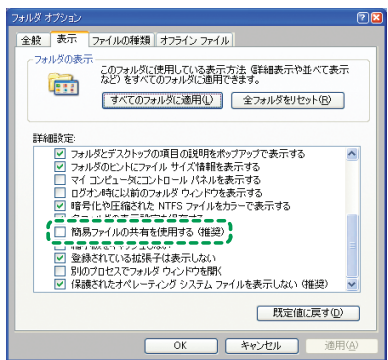 フォルダ オプション
全般 表示 ファイルの種類 オフライン ファイル
フォルダの表示
このフォルダに使用している表示方法 (詳細表示や並べて表示
など) をすべてのフォルダに適用できます。
すべてのフォルダに適用(L) 全フォルダをリセット(R)
詳細設定:
フォルダとデスクトップの項目の説明をポップアップで表示する
フォルダのヒントにファイル サイズ情報を表示する
マイ コンピュータにコントロール パネルを表示する
ログオン時に以前のフォルダ ウィンドウを表示する
暗号化や圧縮された NTFS ファイルをカラーで表示する
簡易ファイルの共有を使用する (推奨)
登録されている拡張子は表示しない
別のプロセスでフォルダ ウィンドウを開く
保護されたオペレーティング システム ファイルを表示しない (推奨)
既定値に戻す(D)
OK キャンセル 適用(A)